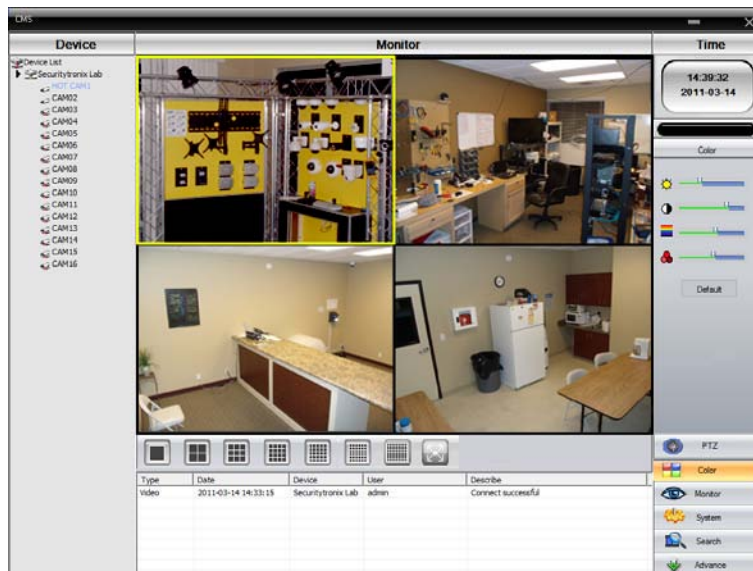 CMS
Device
Monitor
Time
Device List
Securitytronix Lab
HOT CAM1
CAM02
CAM03
CAM04
CAM05
CAM06
CAM07
CAM08
CAM09
CAM10
CAM11
CAM12
CAM13
CAM14
CAM15
CAM16
14:39:32
2011-03-14
Color
Default
PTZ
Color
Monitor
System
Search
Advance
Type Date Device User Describe
Video 2011-03-14 14:33:15 Securitytronix Lab admin Connect successful